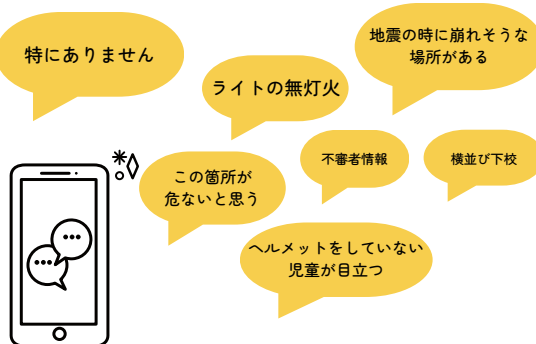 特にありません
地震の時に崩れそうな
場所がある
ライトの無灯火
不審者情報
横並び下校
この箇所が
危ないと思う
ヘルメットをしていない
児童が目立つ